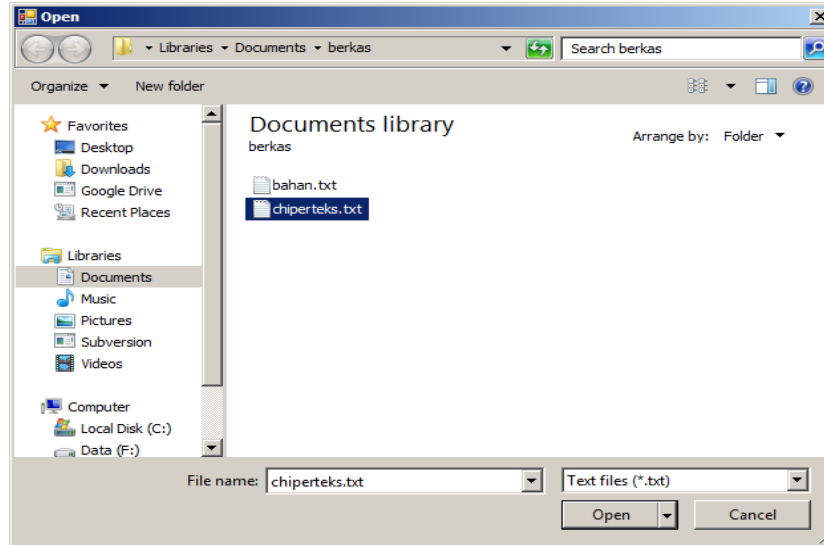 Open
Libraries Documents berkas Search berkas
Organize New folder
Favorites
Desktop
Downloads
Google Drive
Recent Places
Libraries
Documents
Music
Pictures
Subversion
Videos
Computer
Local Disk (C:)
Data (F:)
Documents library
berkas
Arrange by: Folder
bahan.txt
chiperteks.txt
File name: chiperteks.txt Text files (*.txt)
Open Cancel